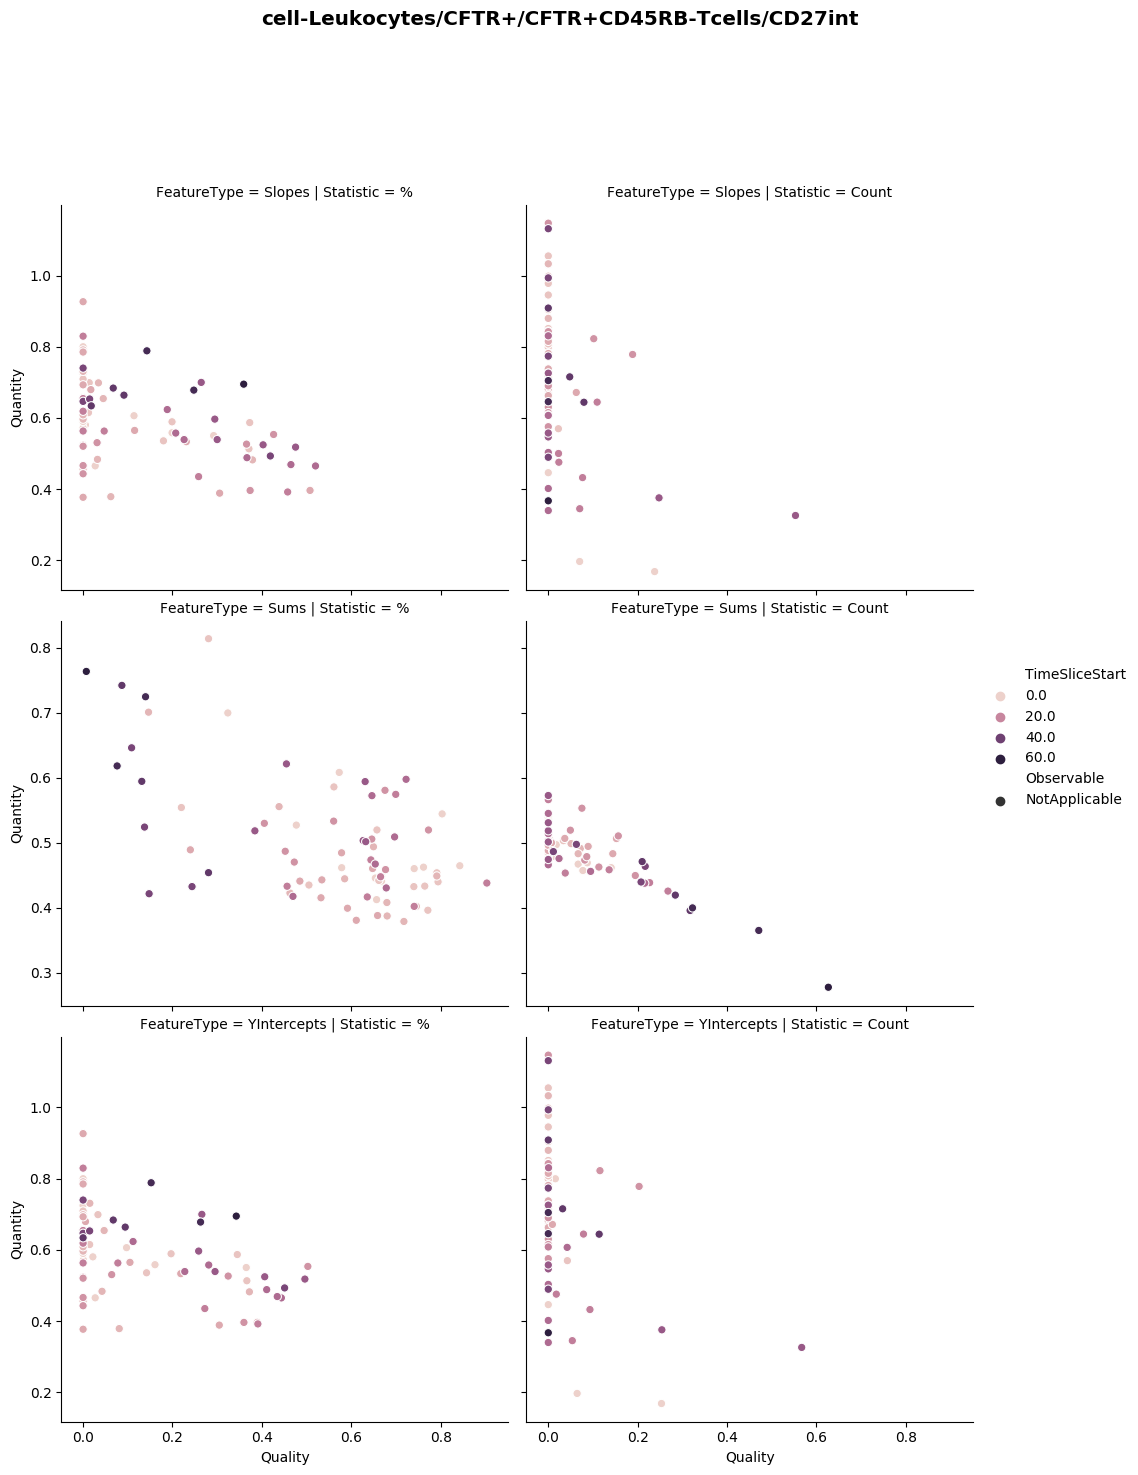 cell-Leukocytes/CFTR+/CFTR+CD45RB-Tcells/CD27int
FeatureType = Slopes | Statistic = %
FeatureType = Slopes | Statistic = Count
1.0
0.8
0.6
0.4
0.2
Quantity
FeatureType = Sums | Statistic = %
FeatureType = Sums | Statistic = Count
0.8
0.7
0.6
0.5
0.4
0.3
Quantity
TimeSliceStart
0.0
20.0
40.0
60.0
Observable
NotApplicable
FeatureType = YIntercepts | Statistic = %
FeatureType = YIntercepts | Statistic = Count
1.0
0.8
0.6
0.4
0.2
Quantity
0.0 0.2 0.4 0.6 0.8
Quality
0.0 0.2 0.4 0.6 0.8
Quality